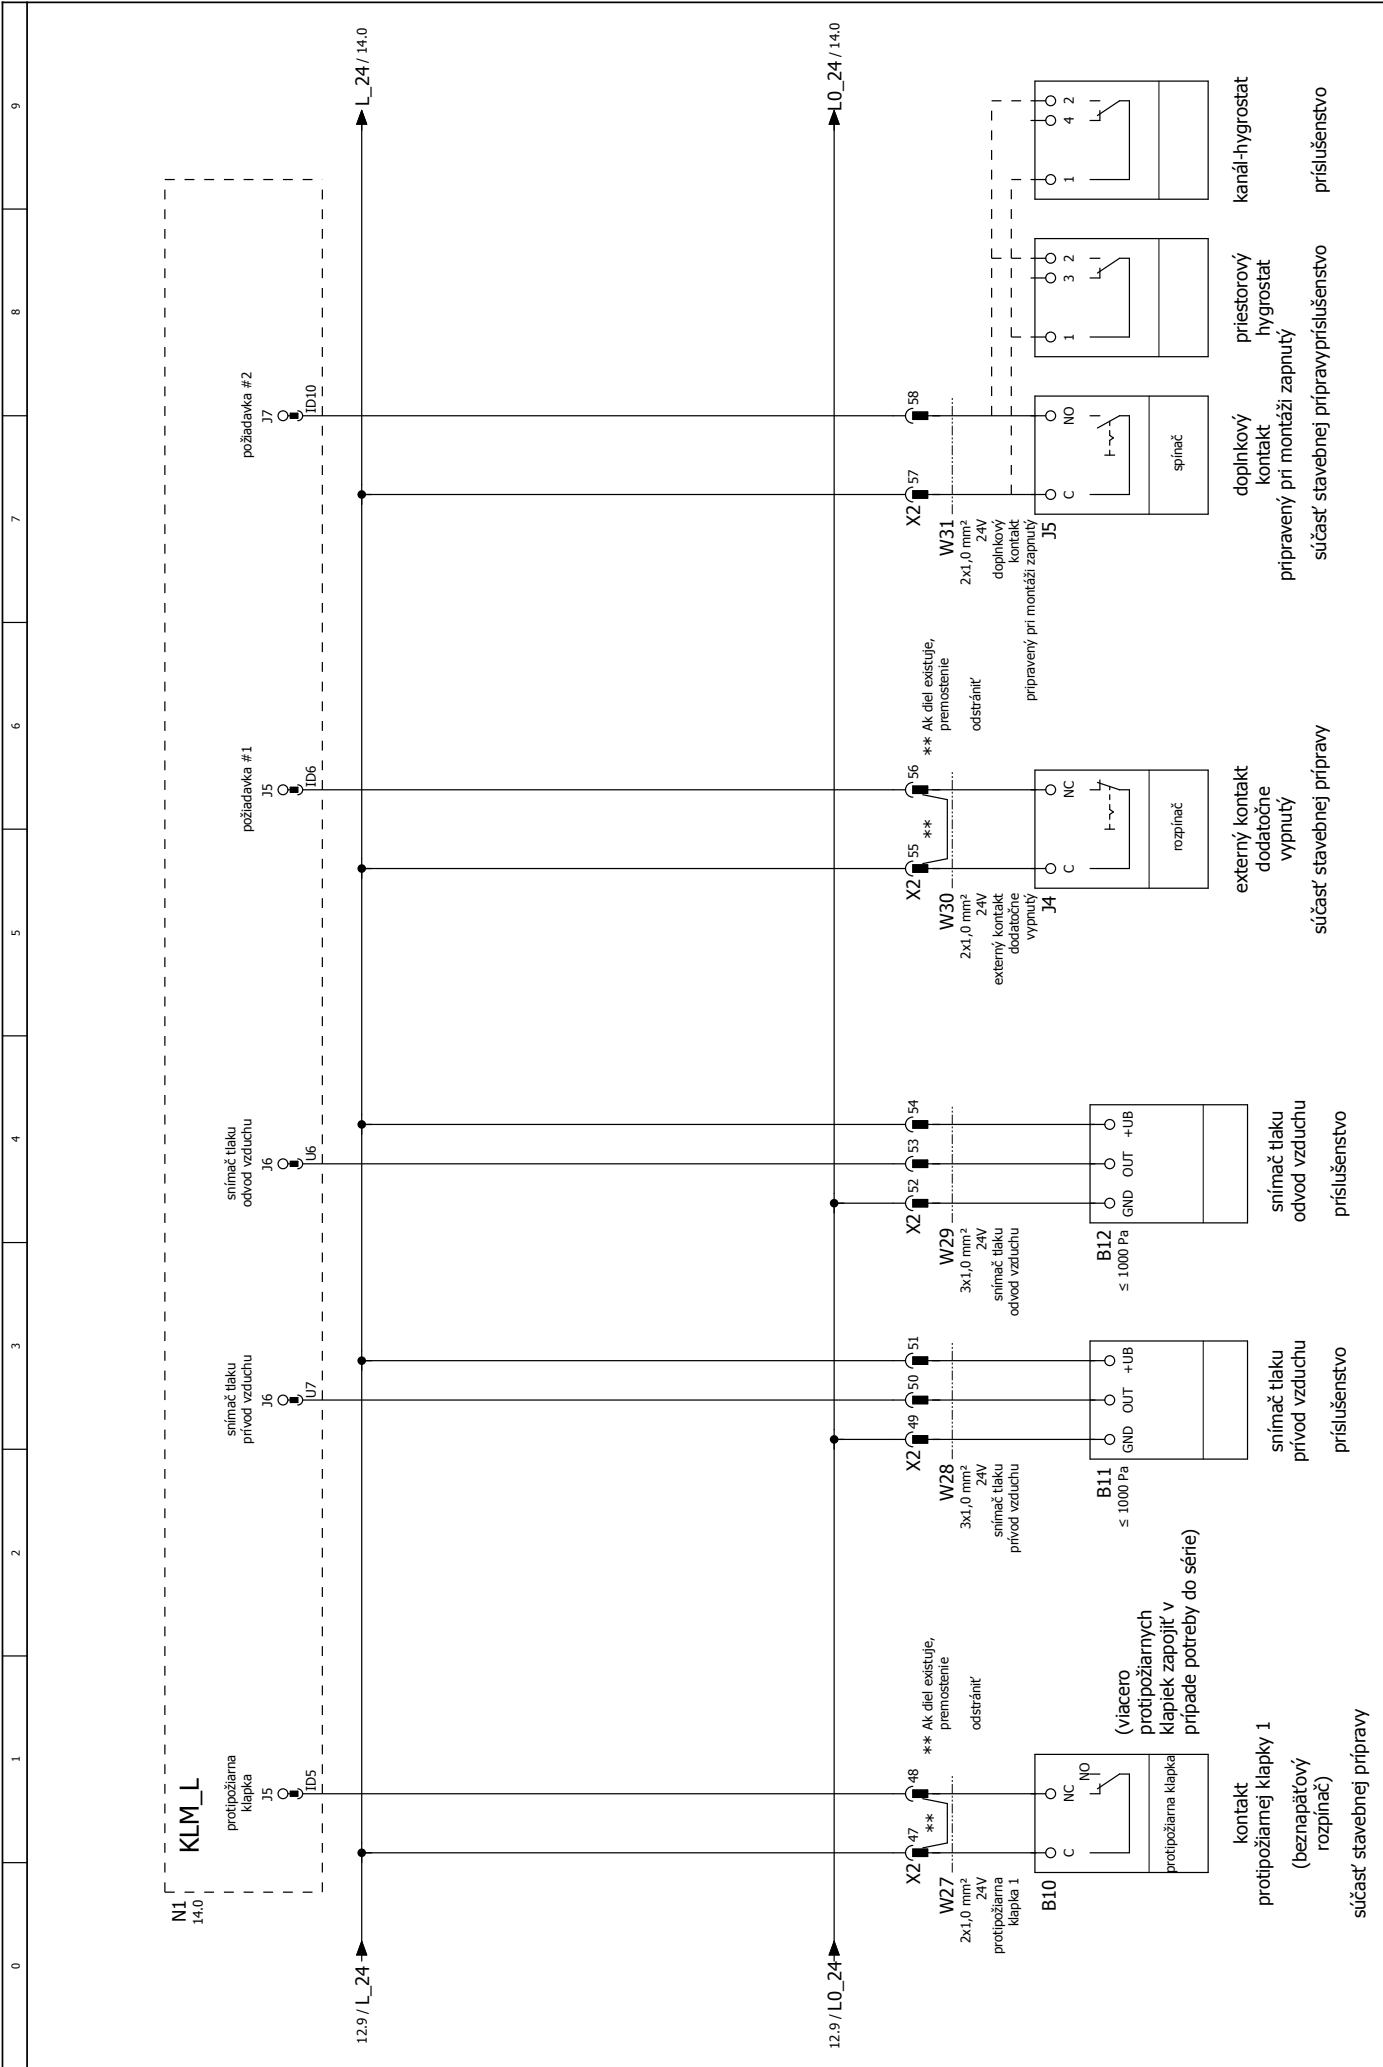 0
1
2
3
4
5
6
7
8
9
N1
14.0
KLM_L
protipožiarna
klapka
J5
ID5
snímač tlaku
prívod vzduchu
J6
U7
snímač tlaku
odvod vzduchu
J6
U6
požiadavka #1
J5
ID6
požiadavka #2
J7
ID10
12.9 / L_24
L_24 / 14.0
12.9 / L0_24
L0_24 / 14.0
X2
47
48
**
** Ak diel existuje,
premostenie
odstrániť
W27
2x1,0 mm²
24V
protipožiarna
klapka 1
B10
C
NC
NO
protipožiarna klapka
(viacero
protipožiarnych
klapiek zapojiť v
prípade potreby do série)
kontakt
protipožiarnej klapky 1
(beznapäťový
rozpínač)
súčasť stavebnej prípravy
X2
49
50
51
W28
3x1,0 mm²
24V
snímač tlaku
prívod vzduchu
B11
≤ 1000 Pa
GND
OUT
+UB
snímač tlaku
prívod vzduchu
príslušenstvo
X2
52
53
54
W29
3x1,0 mm²
24V
snímač tlaku
odvod vzduchu
B12
≤ 1000 Pa
GND
OUT
+UB
snímač tlaku
odvod vzduchu
príslušenstvo
X2
55
56
**
** Ak diel existuje,
premostenie
odstrániť
W30
2x1,0 mm²
24V
externý kontakt
dodatočne
vypnutý
J4
C
NC
rozpínač
externý kontakt
dodatočne
vypnutý
súčasť stavebnej prípravy
X2
57
58
W31
2x1,0 mm²
24V
doplnkový
kontakt
pripravený pri montáži zapnutý
J5
C
NO
spínač
doplnkový
kontakt
pripravený pri montáži zapnutý
súčasť stavebnej prípravy
1
3
2
priestorový
hygrostat
príslušenstvo
1
4
2
kanál-hygrostat
príslušenstvo